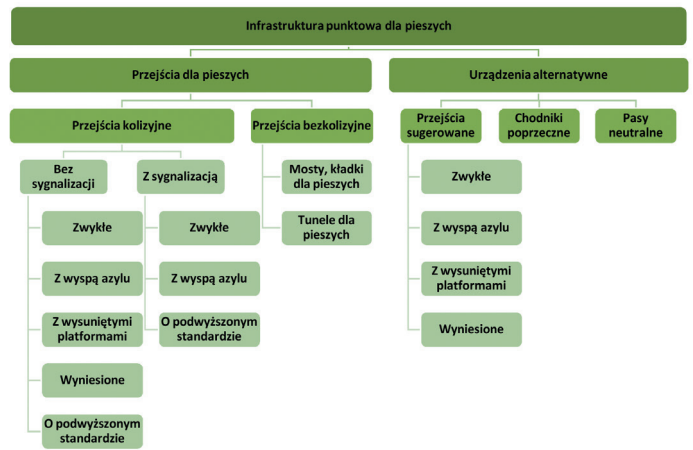 Infrastruktura punktowa dla pieszych
Przejścia dla pieszych
Urządzenia alternatywne
Przejścia kolizyjne
Przejścia bezkolizyjne
Przejścia
sugerowane
Chodniki
poprzeczne
Pasy
neutralne
Bez
sygnalizacji
Z sygnalizacją
Mosty, kładki
dla pieszych
Zwykłe
Zwykłe
Zwykłe
Tunele dla
pieszych
Z wyspą azylu
Z wyspą azylu
Z wyspą azylu
Z wysuniętymi
platformami
Z wysuniętymi
platformami
O podwyższonym
standardzie
Wyniesione
Wyniesione
O podwyższonym
standardzie